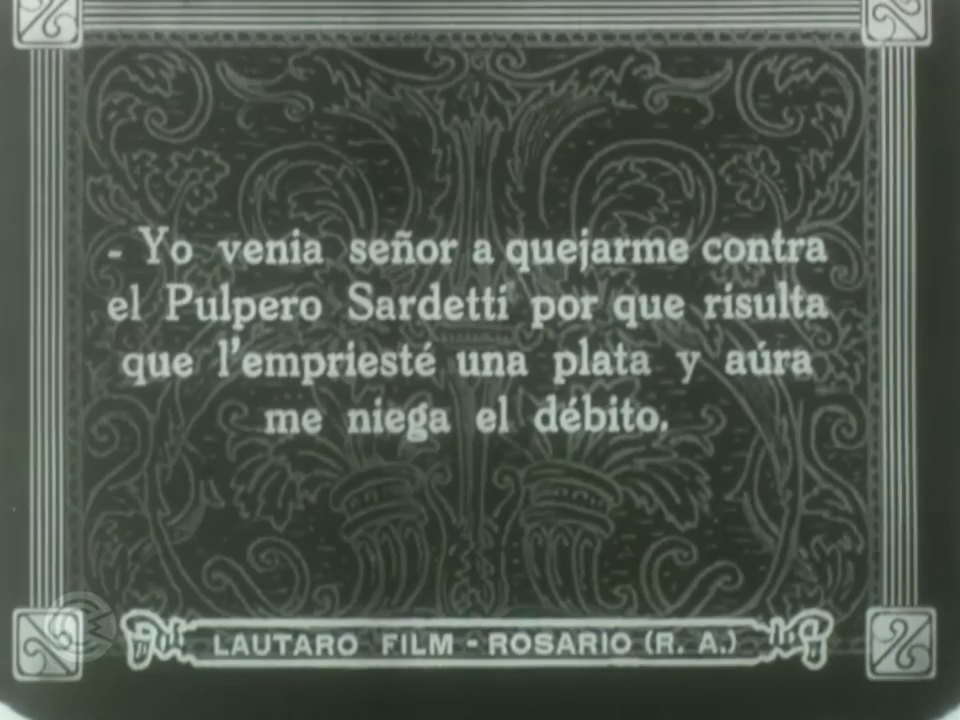 - Yo venia señor a quejarme contra
el Pulpero Sardetti por que risulta
que l'empriesté una plata y aúra
me niega el débito.
LAUTARO FILM - ROSARIO (R. A.)